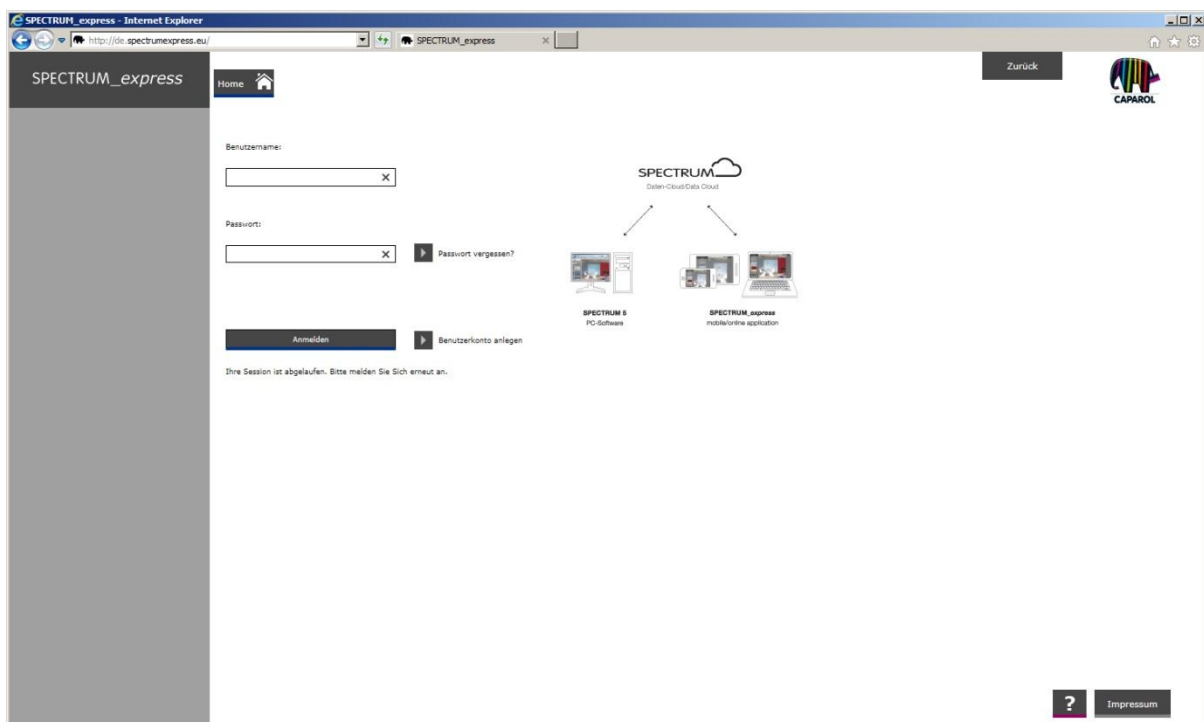 SPECTRUM_express - Internet Explorer
http://de.spectrumexpress.eu/
SPECTRUM_express
SPECTRUM_express
Home
Zurück
CAPAROL
Benutzername:
Passwort:
Passwort vergessen?
Anmelden
Benutzerkonto anlegen
Ihre Session ist abgelaufen. Bitte melden Sie Sich erneut an.
SPECTRUM
Daten-Cloud/Data Cloud
SPECTRUM 6
PC-Software
SPECTRUM_express
mobile/online application
?
Impressum